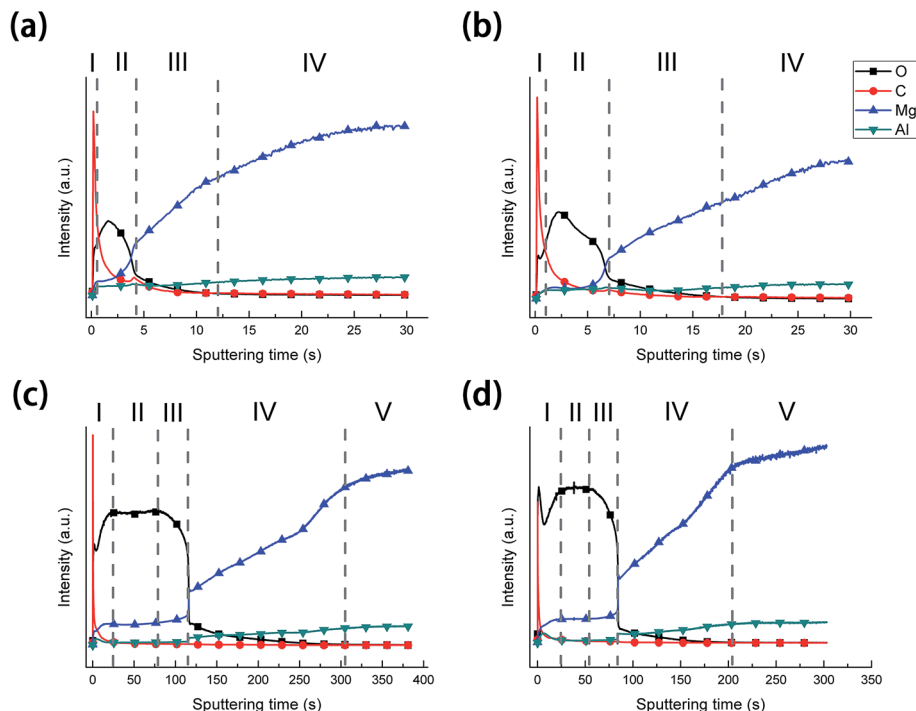 (a)
I II III IV
Intensity (a.u.)
0 5 10 15 20 25 30
Sputtering time (s)
(b)
I II III IV
O
C
Mg
Al
Intensity (a.u.)
0 5 10 15 20 25 30
Sputtering time (s)
(c)
I II III IV V
Intensity (a.u.)
0 50 100 150 200 250 300 350 400
Sputtering time (s)
(d)
I II III IV V
Intensity (a.u.)
0 50 100 150 200 250 300 350
Sputtering time (s)